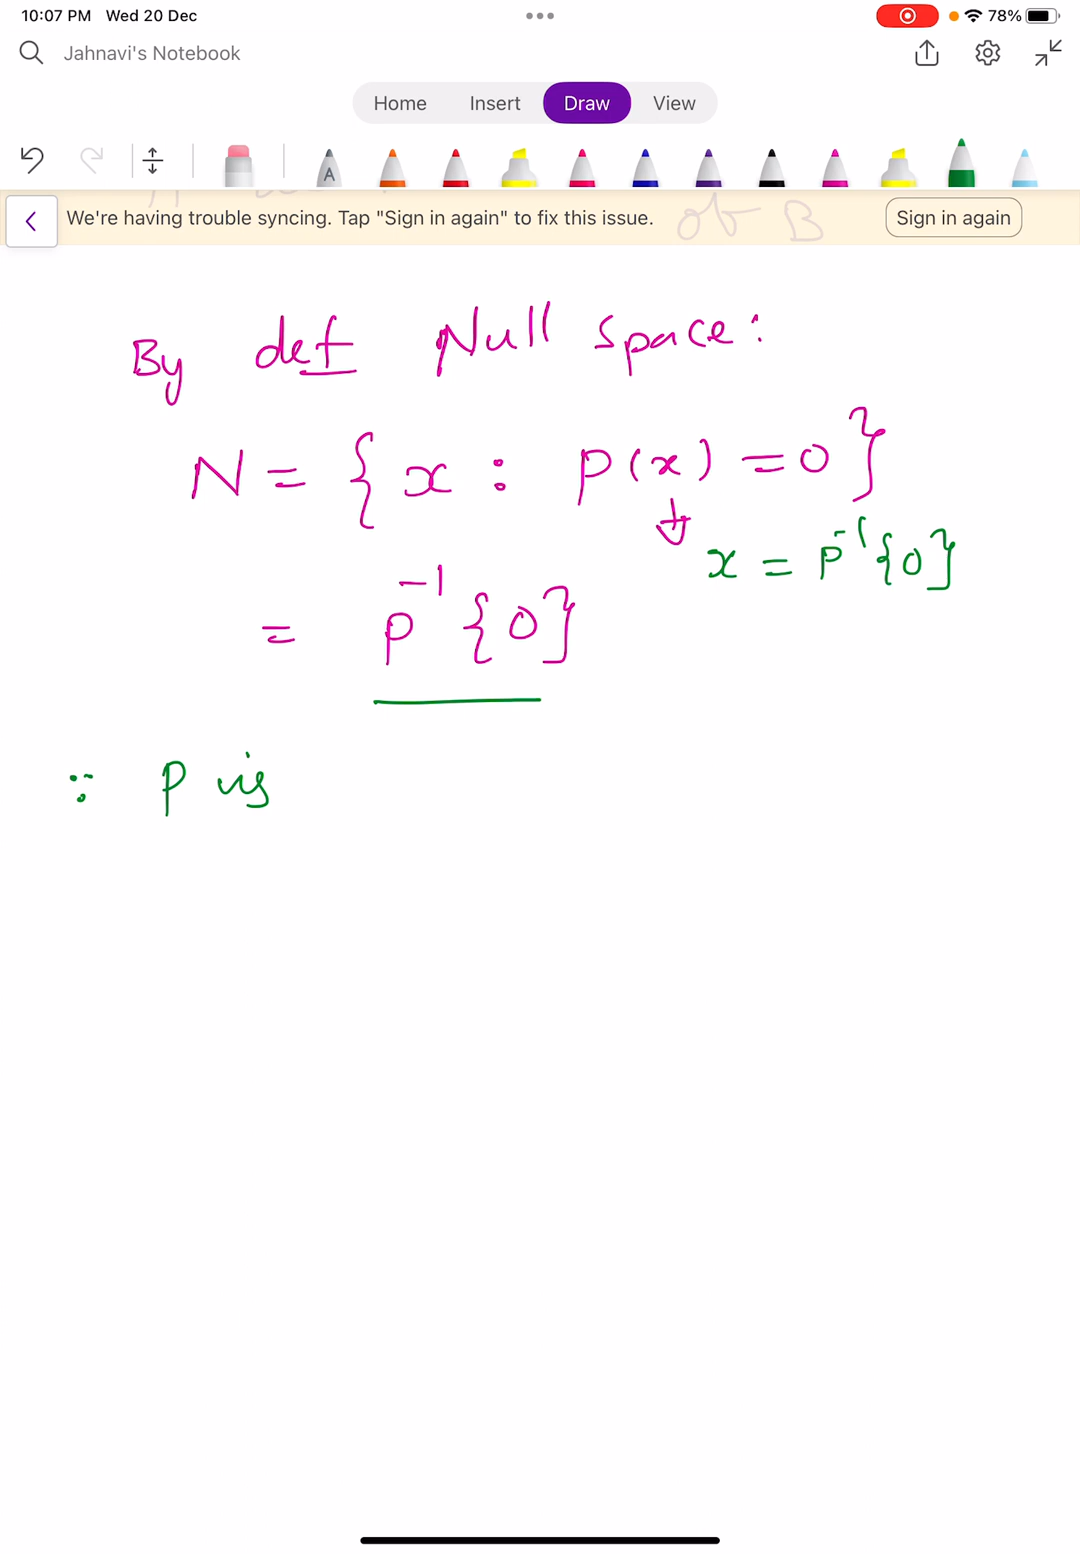 10:07 PM Wed 20 Dec 78%
Jahnavi's Notebook
Home Insert Draw View
A
We're having trouble syncing. Tap "Sign in again" to fix this issue. Sign in again
of B
By def Null space:
N = { x : P(x) = 0 }
x = P⁻¹{0}
= P⁻¹{0}
∵ P is